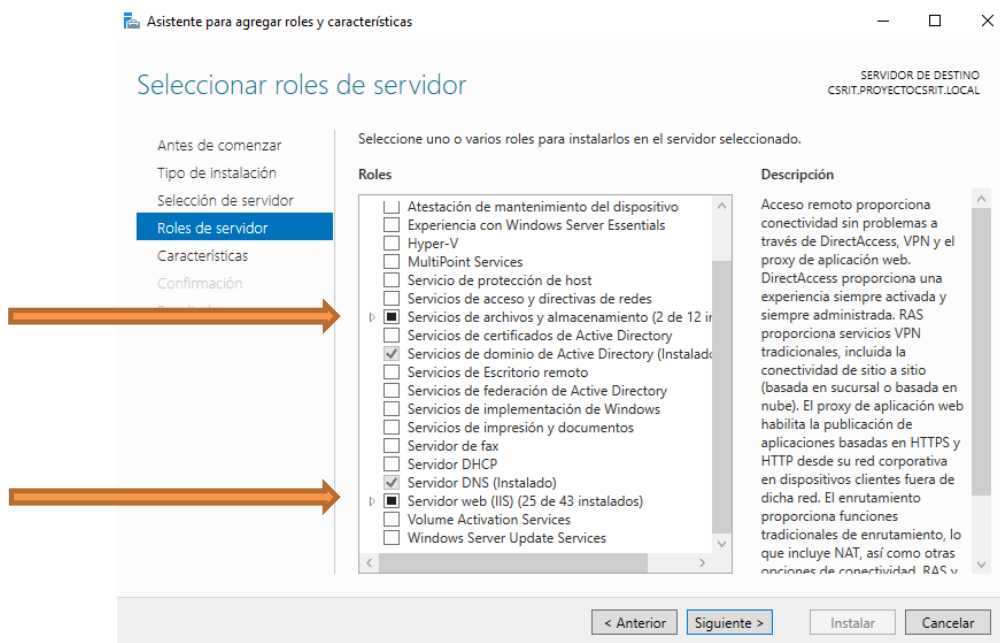 Asistente para agregar roles y características
Seleccionar roles de servidor
SERVIDOR DE DESTINO
CSRIT.PROYECTOCSRIT.LOCAL
Antes de comenzar
Tipo de instalación
Selección de servidor
Roles de servidor
Características
Confirmación
Seleccione uno o varios roles para instalarlos en el servidor seleccionado.
Roles
Atestación de mantenimiento del dispositivo
Experiencia con Windows Server Essentials
Hyper-V
MultiPoint Services
Servicio de protección de host
Servicios de acceso y directivas de redes
Servicios de archivos y almacenamiento (2 de 12 in
Servicios de certificados de Active Directory
Servicios de dominio de Active Directory (Instalado
Servicios de Escritorio remoto
Servicios de federación de Active Directory
Servicios de implementación de Windows
Servicios de impresión y documentos
Servidor de fax
Servidor DHCP
Servidor DNS (Instalado)
Servidor web (IIS) (25 de 43 instalados)
Volume Activation Services
Windows Server Update Services
Descripción
Acceso remoto proporciona
conectividad sin problemas a
través de DirectAccess, VPN y el
proxy de aplicación web.
DirectAccess proporciona una
experiencia siempre activada y
siempre administrada. RAS
proporciona servicios VPN
tradicionales, incluida la
conectividad de sitio a sitio
(basada en sucursal o basada en
nube). El proxy de aplicación web
habilita la publicación de
aplicaciones basadas en HTTPS y
HTTP desde su red corporativa
en dispositivos clientes fuera de
dicha red. El enrutamiento
proporciona funciones
tradicionales de enrutamiento, lo
que incluye NAT, así como otras
opciones de conectividad. RAS y
< Anterior
Siguiente >
Instalar
Cancelar